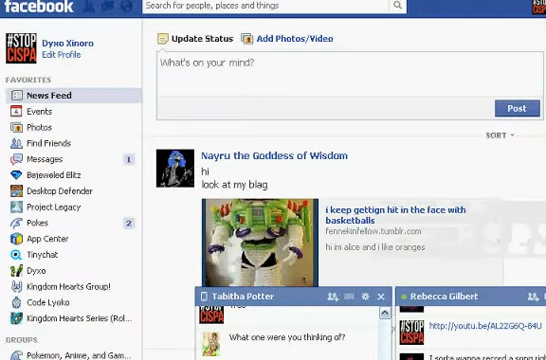 facebook
Search for people, places and things
#STOP
CISPA
Dyxo Xinoro
Edit Profile
Update Status
Add Photos/Video
What's on your mind?
Post
FAVORITES
News Feed
Events
Photos
Find Friends
Messages 1
Bejeweled Blitz
Desktop Defender
Project Legacy
Pokes 2
App Center
Tinychat
Dyxo
Kingdom Hearts Group!
Code Lyoko
Kingdom Hearts Series (Rol...
GROUPS
Pokemon, Anime, and Gam...
SORT
Nayru the Goddess of Wisdom
hi
look at my blag
i keep gettign hit in the face with
basketballs
fennekinfellow.tumblr.com
hi im alice and i like oranges
Tabitha Potter
What one were you thinking of?
Rebecca Gilbert
#STOP
CISPA
http://youtu.be/AL22G6Q-84U
I sorta wanna record a song